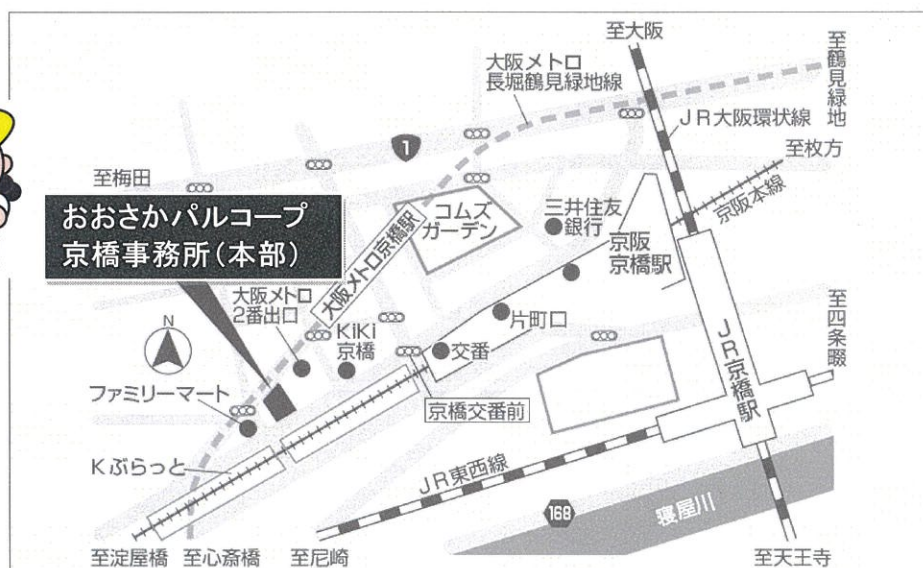 至大阪
大阪メトロ
長堀鶴見緑地線
至鶴見緑地
JR大阪環状線
1
至枚方
至梅田
京阪本線
おおさかパルコープ
京橋事務所(本部)
コムズ
ガーデン
三井住友
銀行
大阪メトロ京橋駅
京阪
京橋駅
大阪メトロ
2番出口
KiKi
京橋
片町口
至四条畷
N
交番
JR京橋駅
ファミリーマート
京橋交番前
Kぶらっと
JR東西線
168
寝屋川
至淀屋橋
至心斎橋
至尼崎
至天王寺